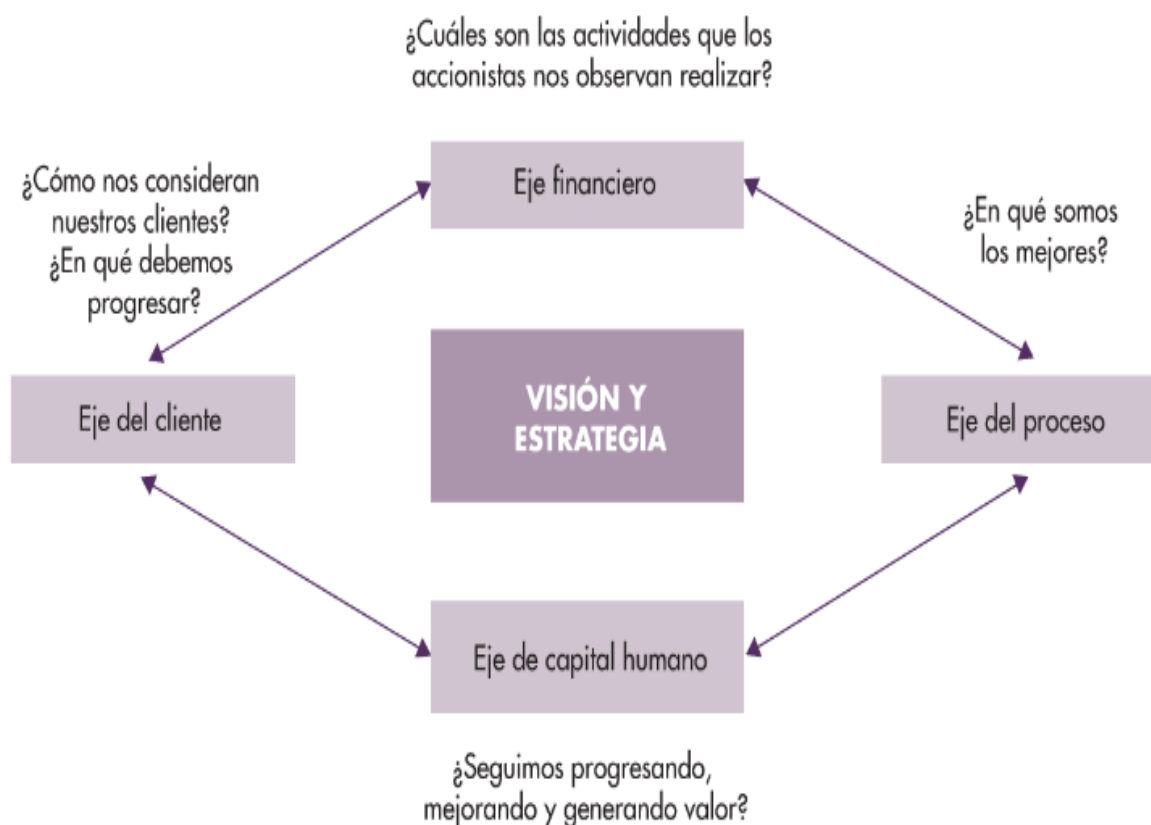 ¿Cuáles son las actividades que los
accionistas nos observan realizar?
Eje financiero
¿Cómo nos consideran
nuestros clientes?
¿En qué debemos
progresar?
¿En qué somos
los mejores?
VISIÓN Y
ESTRATEGIA
Eje del cliente
Eje del proceso
Eje de capital humano
¿Seguimos progresando,
mejorando y generando valor?